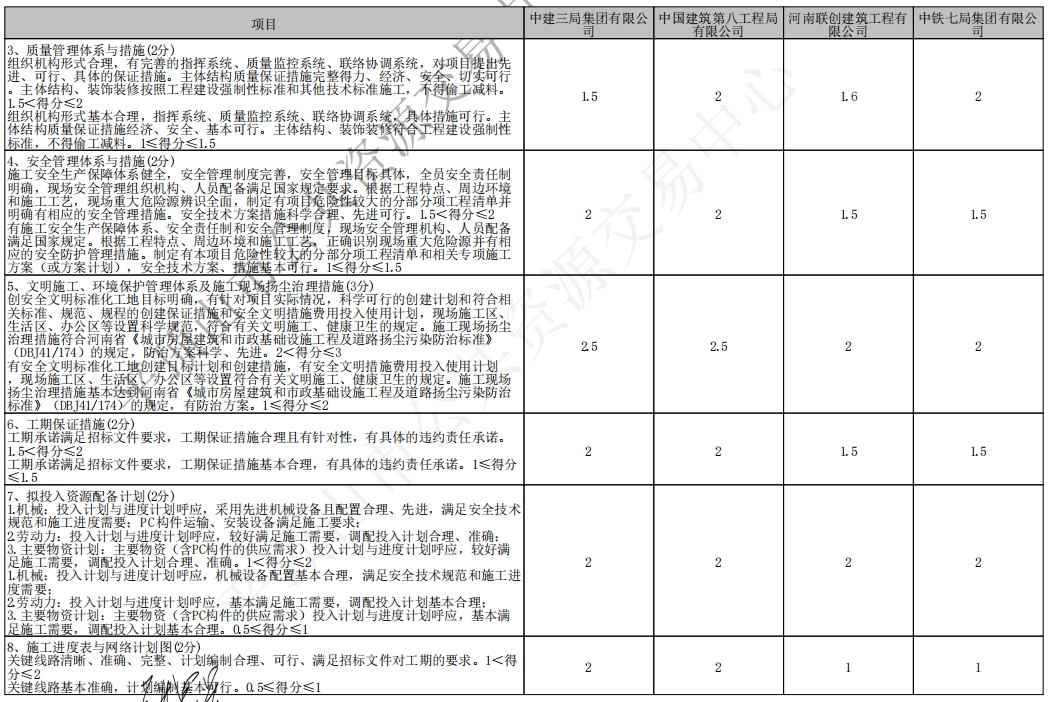 项目
中建三局集团有限公
司
中国建筑第八工程局
有限公司
河南联创建筑工程有
限公司
中铁七局集团有限公
司
3、质量管理体系与措施(2分)
组织机构形式合理，有完善的指挥系统、质量监控系统、联络协调系统，对项目提出先
进、可行、具体的保证措施。主体结构质量保证措施完整得力、经济、安全、切实可行
。主体结构、装饰装修按照工程建设强制性标准和其他技术标准施工，不得偷工减料。
1.5<得分≤2
组织机构形式基本合理，指挥系统、质量监控系统、联络协调系统，具体措施可行。主
体结构质量保证措施经济、安全、基本可行。主体结构、装饰装修符合工程建设强制性
标准，不得偷工减料。1≤得分≤1.5
1.5
2
1.6
2
4、安全管理体系与措施(2分)
施工安全生产保障体系健全，安全管理制度完善，安全管理目标具体，全员安全责任制
明确，现场安全管理组织机构、人员配备满足国家规定要求。根据工程特点、周边环境
和施工工艺，现场重大危险源辨识全面，制定有项目危险性较大的分部分项工程清单并
明确有相应的安全管理措施。安全技术方案措施科学合理、先进可行。1.5<得分≤2
有施工安全生产保障体系、安全责任制和安全管理制度，现场安全管理机构、人员配备
满足国家规定。根据工程特点、周边环境和施工工艺，正确识别现场重大危险源并有相
应的安全防护管理措施。制定有本项目危险性较大的分部分项工程清单和相关专项施工
方案（或方案计划），安全技术方案、措施基本可行。1≤得分≤1.5
2
2
1.5
1.5
5、文明施工、环境保护管理体系及施工现场扬尘治理措施(3分)
创安全文明标准化工地目标明确，有针对项目实际情况，科学可行的创建计划和符合相
关标准、规范、规程的创建保证措施和安全文明措施费用投入使用计划，现场施工区、
生活区、办公区等设置科学规范，符合有关文明施工、健康卫生的规定。施工现场扬尘
治理措施符合河南省《城市房屋建筑和市政基础设施工程及道路扬尘污染防治标准》
（DBJ41/174）的规定，防治方案科学、先进。2<得分≤3
有安全文明标准化工地创建目标计划和创建措施，有安全文明措施费用投入使用计划
，现场施工区、生活区、办公区等设置符合有关文明施工、健康卫生的规定。施工现场
扬尘治理措施基本达到河南省《城市房屋建筑和市政基础设施工程及道路扬尘污染防治
标准》（DBJ41/174）的规定，有防治方案。1≤得分≤2
2.5
2.5
2
2
6、工期保证措施(2分)
工期承诺满足招标文件要求，工期保证措施合理且有针对性，有具体的违约责任承诺。
1.5<得分≤2
工期承诺满足招标文件要求，工期保证措施基本合理，有具体的违约责任承诺。1≤得分
≤1.5
2
2
1.5
1.5
7、拟投入资源配备计划(2分)
1.机械：投入计划与进度计划呼应，采用先进机械设备且配置合理、先进，满足安全技术
规范和施工进度需要；PC构件运输、安装设备满足施工要求；
2.劳动力：投入计划与进度计划呼应，较好满足施工需要，调配投入计划合理、准确；
3.主要物资计划：主要物资（含PC构件的供应需求）投入计划与进度计划呼应，较好满
足施工需要，调配投入计划合理、准确。1<得分≤2
1.机械：投入计划与进度计划呼应，机械设备配置基本合理，满足安全技术规范和施工进
度需要；
2.劳动力：投入计划与进度计划呼应，基本满足施工需要，调配投入计划基本合理；
3.主要物资计划：主要物资（含PC构件的供应需求）投入计划与进度计划呼应，基本满
足施工需要，调配投入计划基本合理。0.5≤得分≤1
2
2
2
2
8、施工进度表与网络计划图(2分)
关键线路清晰、准确、完整、计划编制合理、可行、满足招标文件对工期的要求。1<得
分≤2
关键线路基本准确，计划编制基本可行。0.5≤得分≤1
2
2
1
1